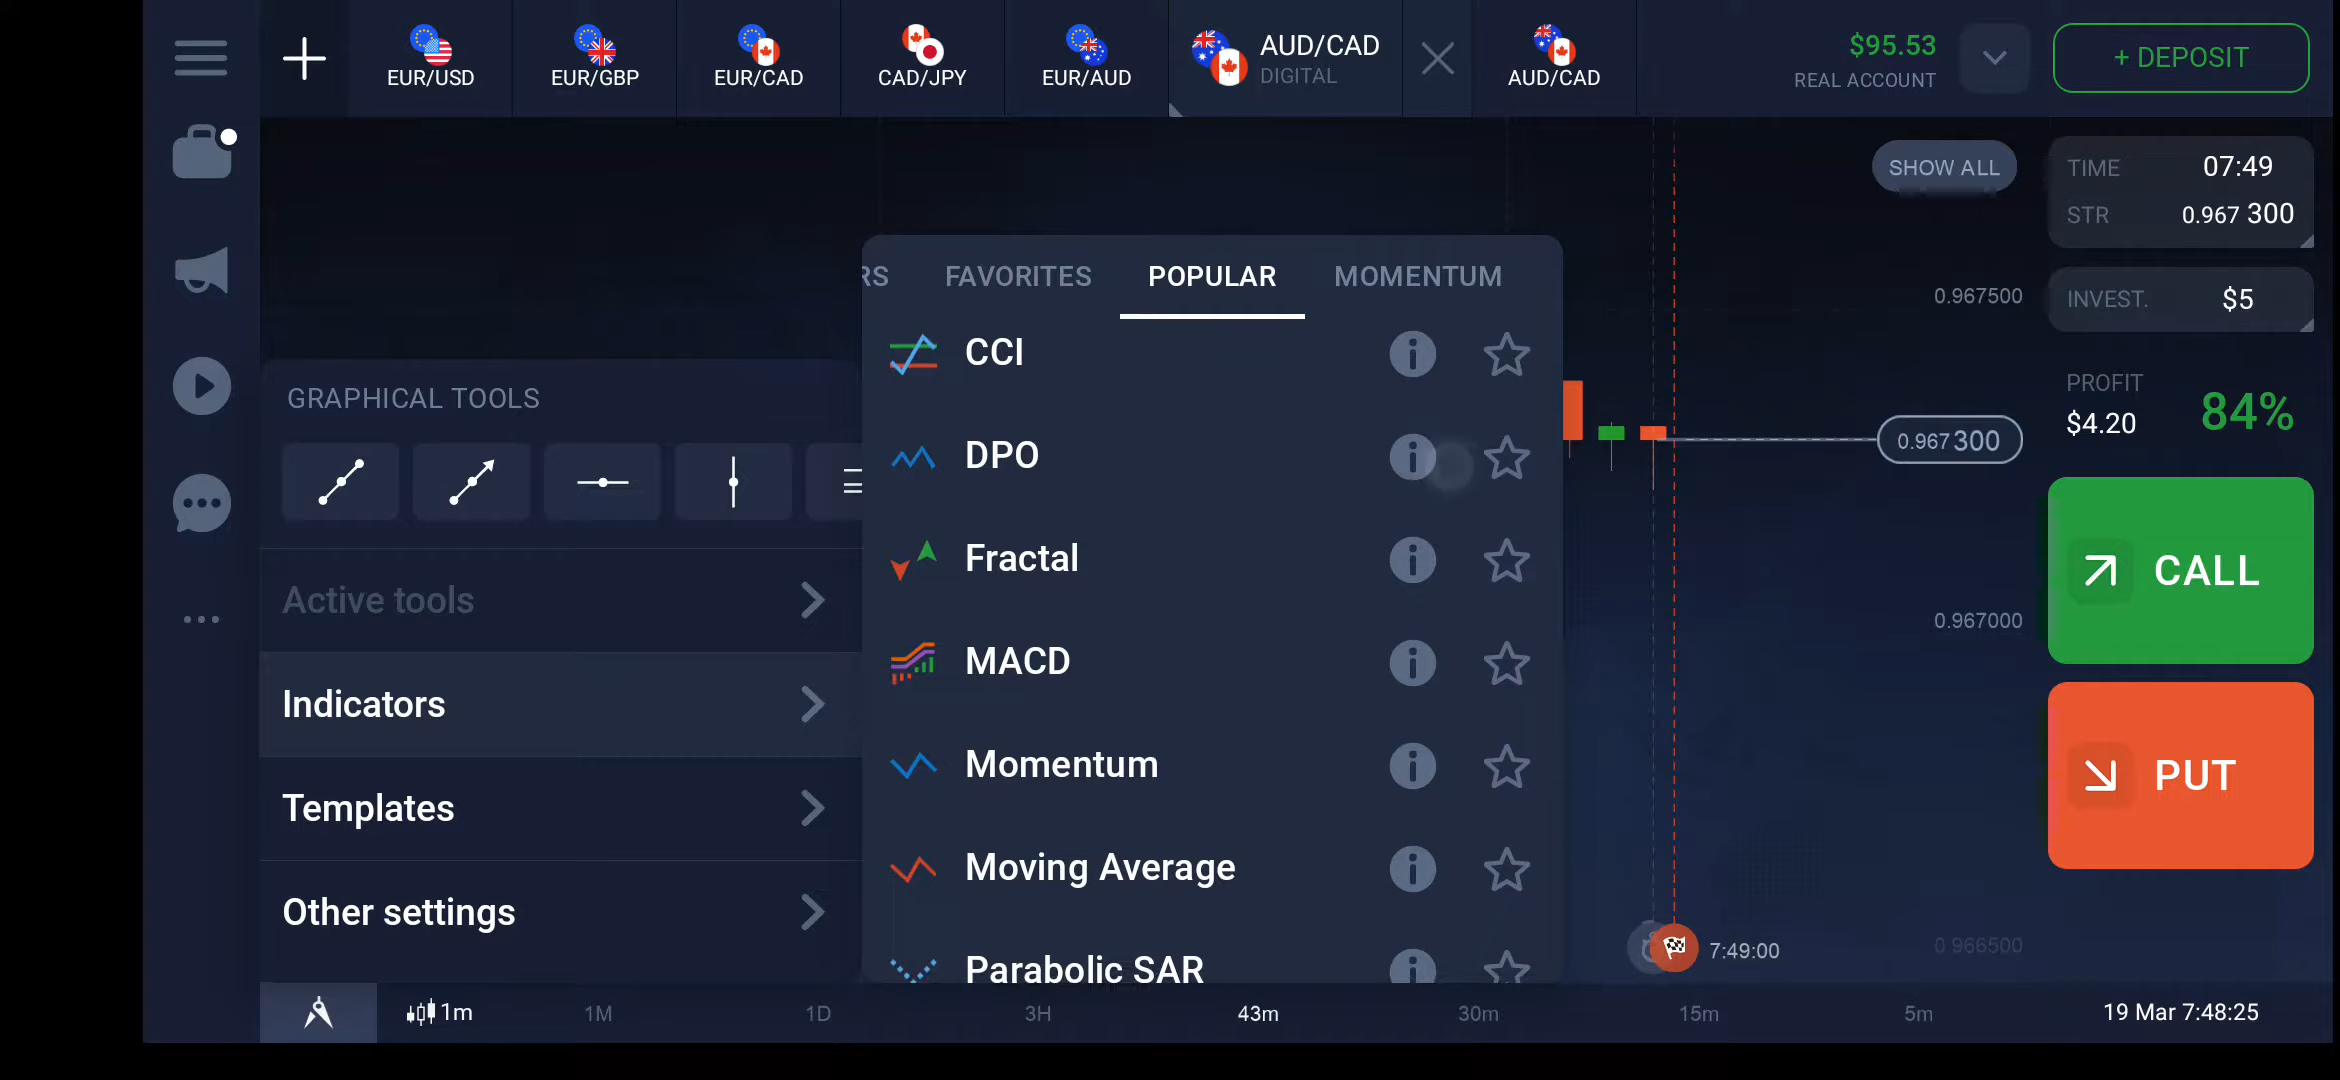 EUR/USD
EUR/GBP
EUR/CAD
CAD/JPY
EUR/AUD
AUD/CAD
DIGITAL
AUD/CAD
$95.53
REAL ACCOUNT
+ DEPOSIT
SHOW ALL
TIME 07:49
STR 0.967 300
INVEST. $5
PROFIT
$4.20
84%
CALL
PUT
0.967500
0.967300
0.967000
0.966500
7:49:00
GRAPHICAL TOOLS
Active tools
Indicators
Templates
Other settings
RS FAVORITES POPULAR MOMENTUM
CCI
DPO
Fractal
MACD
Momentum
Moving Average
Parabolic SAR
1m 1M 1D 3H 43m 30m 15m 5m 19 Mar 7:48:25